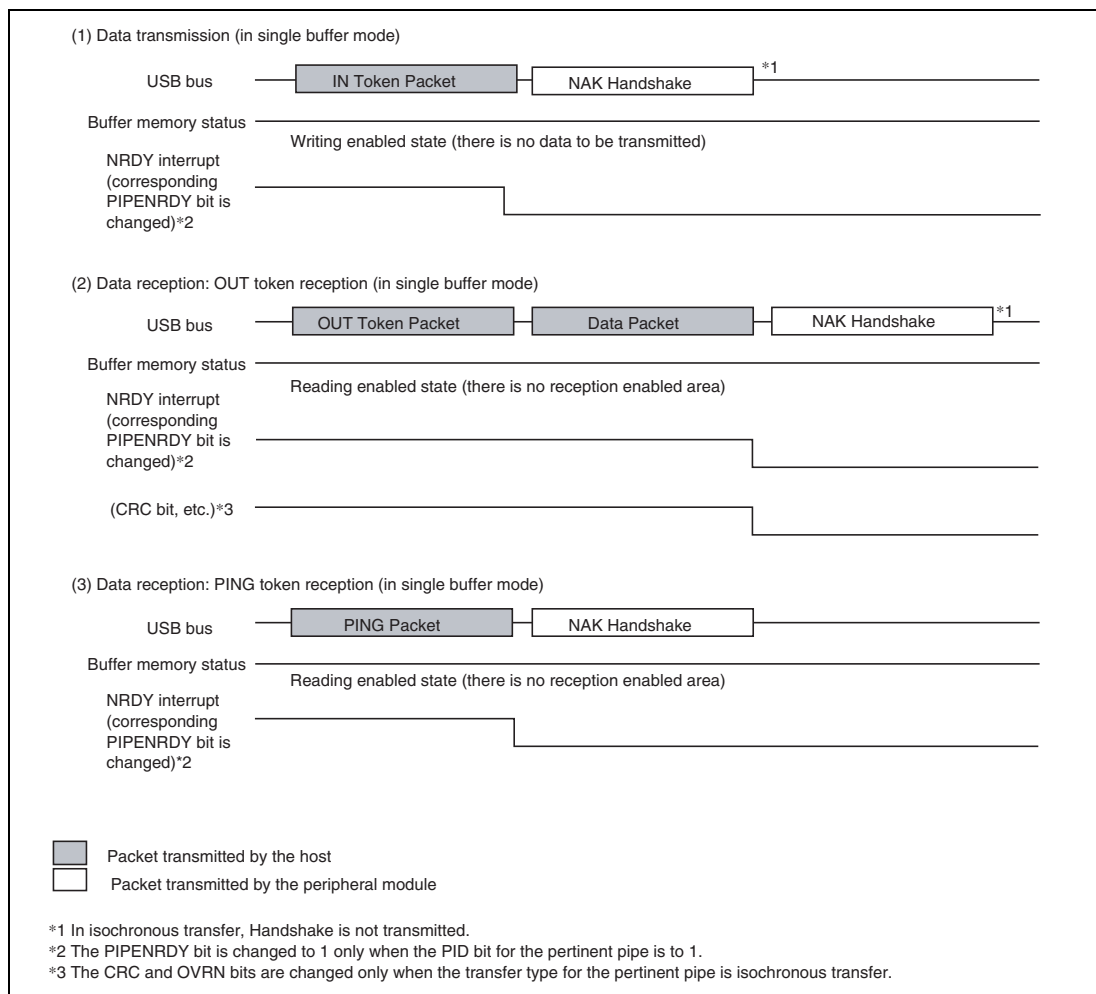 (1) Data transmission (in single buffer mode)
USB bus
IN Token Packet
NAK Handshake
*1
Buffer memory status
Writing enabled state (there is no data to be transmitted)
NRDY interrupt
(corresponding
PIPENRDY bit is
changed)*2
(2) Data reception: OUT token reception (in single buffer mode)
USB bus
OUT Token Packet
Data Packet
NAK Handshake
*1
Buffer memory status
Reading enabled state (there is no reception enabled area)
NRDY interrupt
(corresponding
PIPENRDY bit is
changed)*2
(CRC bit, etc.)*3
(3) Data reception: PING token reception (in single buffer mode)
USB bus
PING Packet
NAK Handshake
Buffer memory status
Reading enabled state (there is no reception enabled area)
NRDY interrupt
(corresponding
PIPENRDY bit is
changed)*2
Packet transmitted by the host
Packet transmitted by the peripheral module
*1 In isochronous transfer, Handshake is not transmitted.
*2 The PIPENRDY bit is changed to 1 only when the PID bit for the pertinent pipe is to 1.
*3 The CRC and OVRN bits are changed only when the transfer type for the pertinent pipe is isochronous transfer.